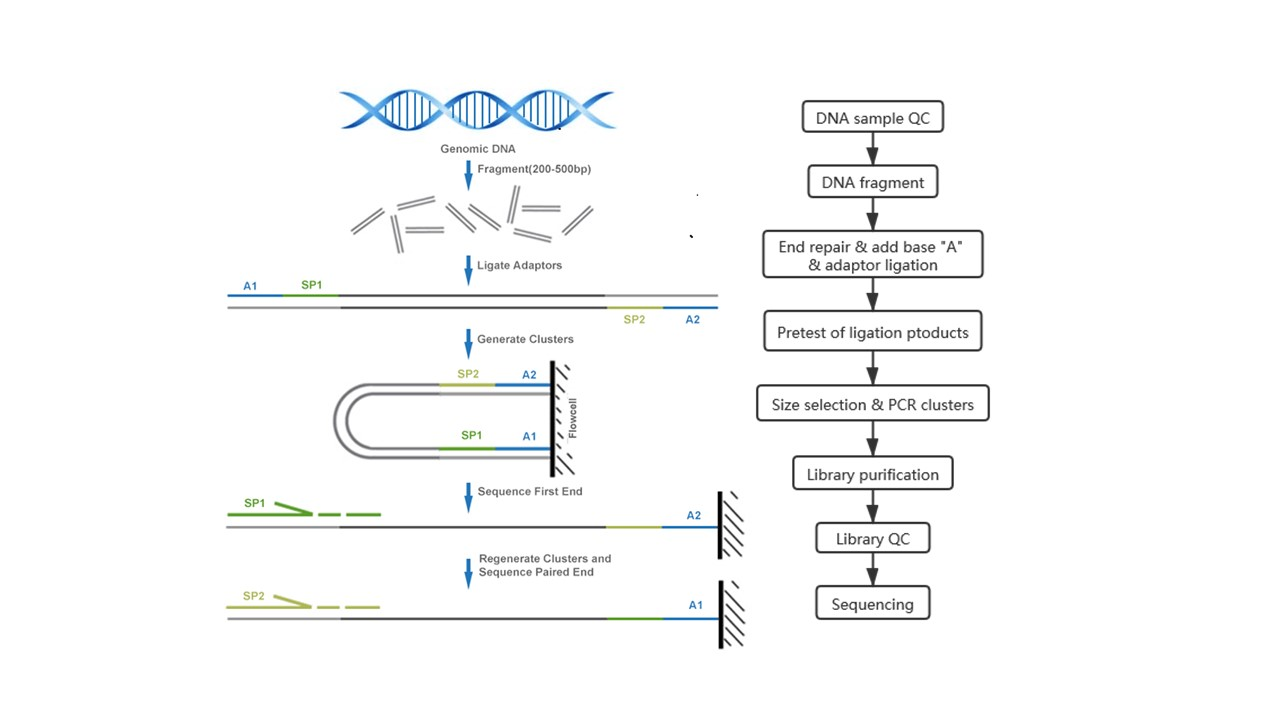 Genomic DNA
Fragment(200-500bp)
Ligate Adaptors
A1
SP1
SP2
A2
Generate Clusters
SP2
A2
SP1
A1
Flowcell
Sequence First End
SP1
A2
Regenerate Clusters and
Sequence Paired End
SP2
A1
DNA sample QC
DNA fragment
End repair & add base "A"
& adaptor ligation
Pretest of ligation ptoducts
Size selection & PCR clusters
Library purification
Library QC
Sequencing